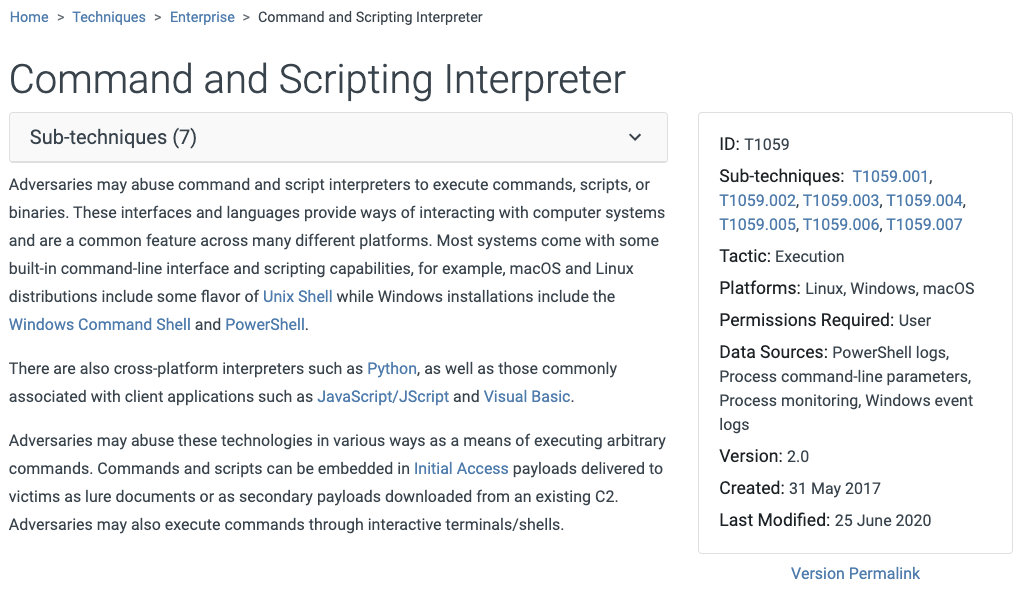 Home > Techniques > Enterprise > Command and Scripting Interpreter
Command and Scripting Interpreter
Sub-techniques (7)
Adversaries may abuse command and script interpreters to execute commands, scripts, or
binaries. These interfaces and languages provide ways of interacting with computer systems
and are a common feature across many different platforms. Most systems come with some
built-in command-line interface and scripting capabilities, for example, macOS and Linux
distributions include some flavor of Unix Shell while Windows installations include the
Windows Command Shell and PowerShell.
There are also cross-platform interpreters such as Python, as well as those commonly
associated with client applications such as JavaScript/JScript and Visual Basic.
Adversaries may abuse these technologies in various ways as a means of executing arbitrary
commands. Commands and scripts can be embedded in Initial Access payloads delivered to
victims as lure documents or as secondary payloads downloaded from an existing C2.
Adversaries may also execute commands through interactive terminals/shells.
ID: T1059
Sub-techniques: T1059.001,
T1059.002, T1059.003, T1059.004,
T1059.005, T1059.006, T1059.007
Tactic: Execution
Platforms: Linux, Windows, macOS
Permissions Required: User
Data Sources: PowerShell logs,
Process command-line parameters,
Process monitoring, Windows event
logs
Version: 2.0
Created: 31 May 2017
Last Modified: 25 June 2020
Version Permalink